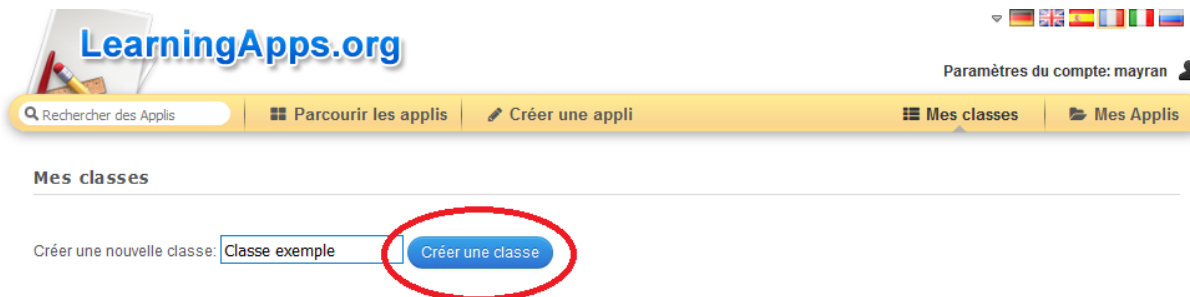 LearningApps.org
Paramètres du compte: mayran
Rechercher des Applis
Parcourir les applis
Créer une appli
Mes classes
Mes Applis
Mes classes
Créer une nouvelle classe: Classe exemple Créer une classe